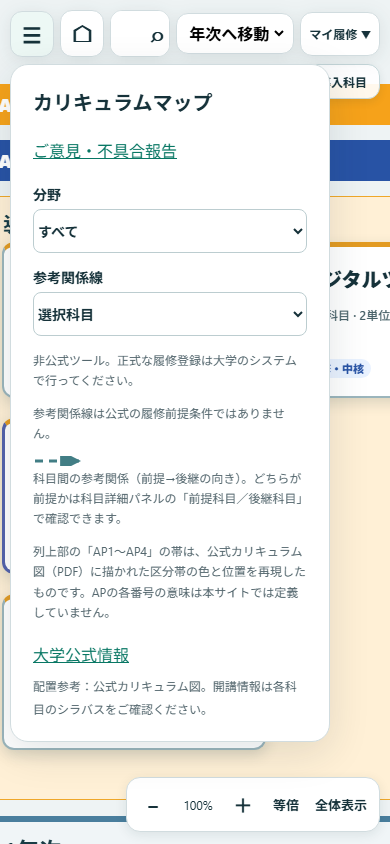 年次へ移動
マイ履修 ▼
入科目
A
A
カリキュラムマップ
ご意見・不具合報告
分野
すべて
参考関係線
選択科目
非公式ツール。正式な履修登録は大学のシステム
で行ってください。
参考関係線は公式の履修前提条件ではありませ
ん。
科目間の参考関係（前提→後継の向き）。どちらが
前提かは科目詳細パネルの「前提科目／後継科目」
で確認できます。
列上部の「AP1〜AP4」の帯は、公式カリキュラム
図（PDF）に描かれた区分帯の色と位置を再現した
ものです。APの各番号の意味は本サイトでは定義
していません。
大学公式情報
配置参考：公式カリキュラム図。開講情報は各科
目のシラバスをご確認ください。
ジタルツ
科目・2単位
・中核
− 100% ＋ 等倍 全体表示